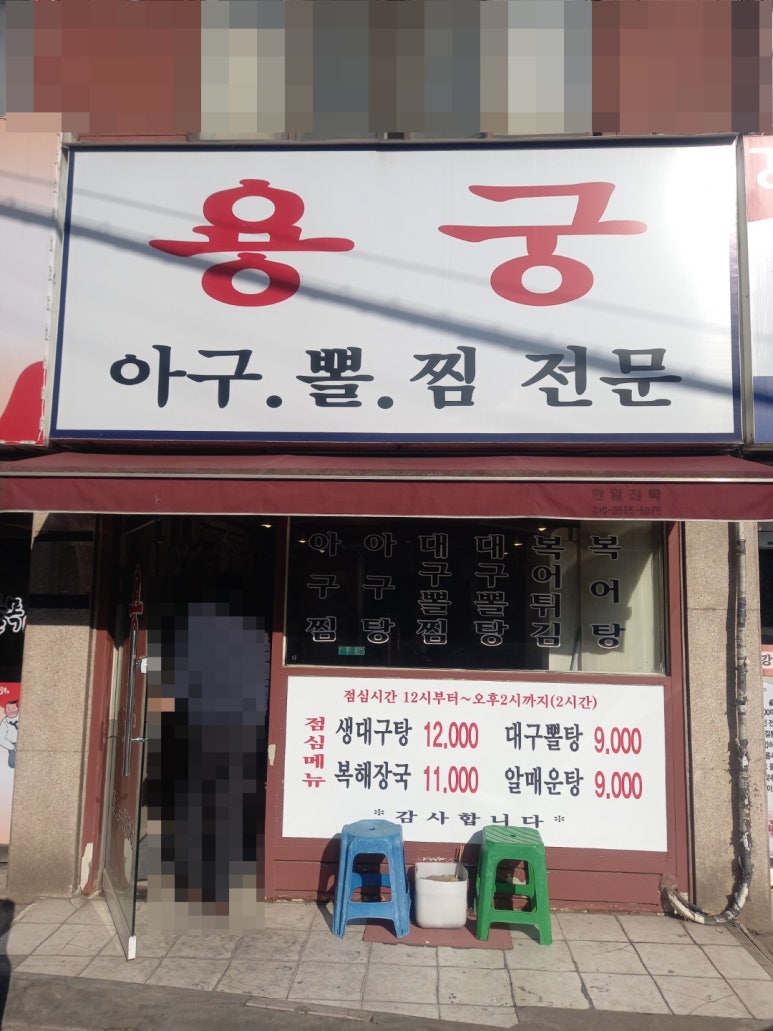 용궁
아구.뽈.찜 전문
아구찜
아구탕
대구뽈찜
대구뽈탕
복어튀김
복어탕
점심시간 12시부터~오후2시까지(2시간)
점심메뉴
생대구탕 12,000 대구뽈탕 9,000
복해장국 11,000 알매운탕 9,000
*감사합니다*
용